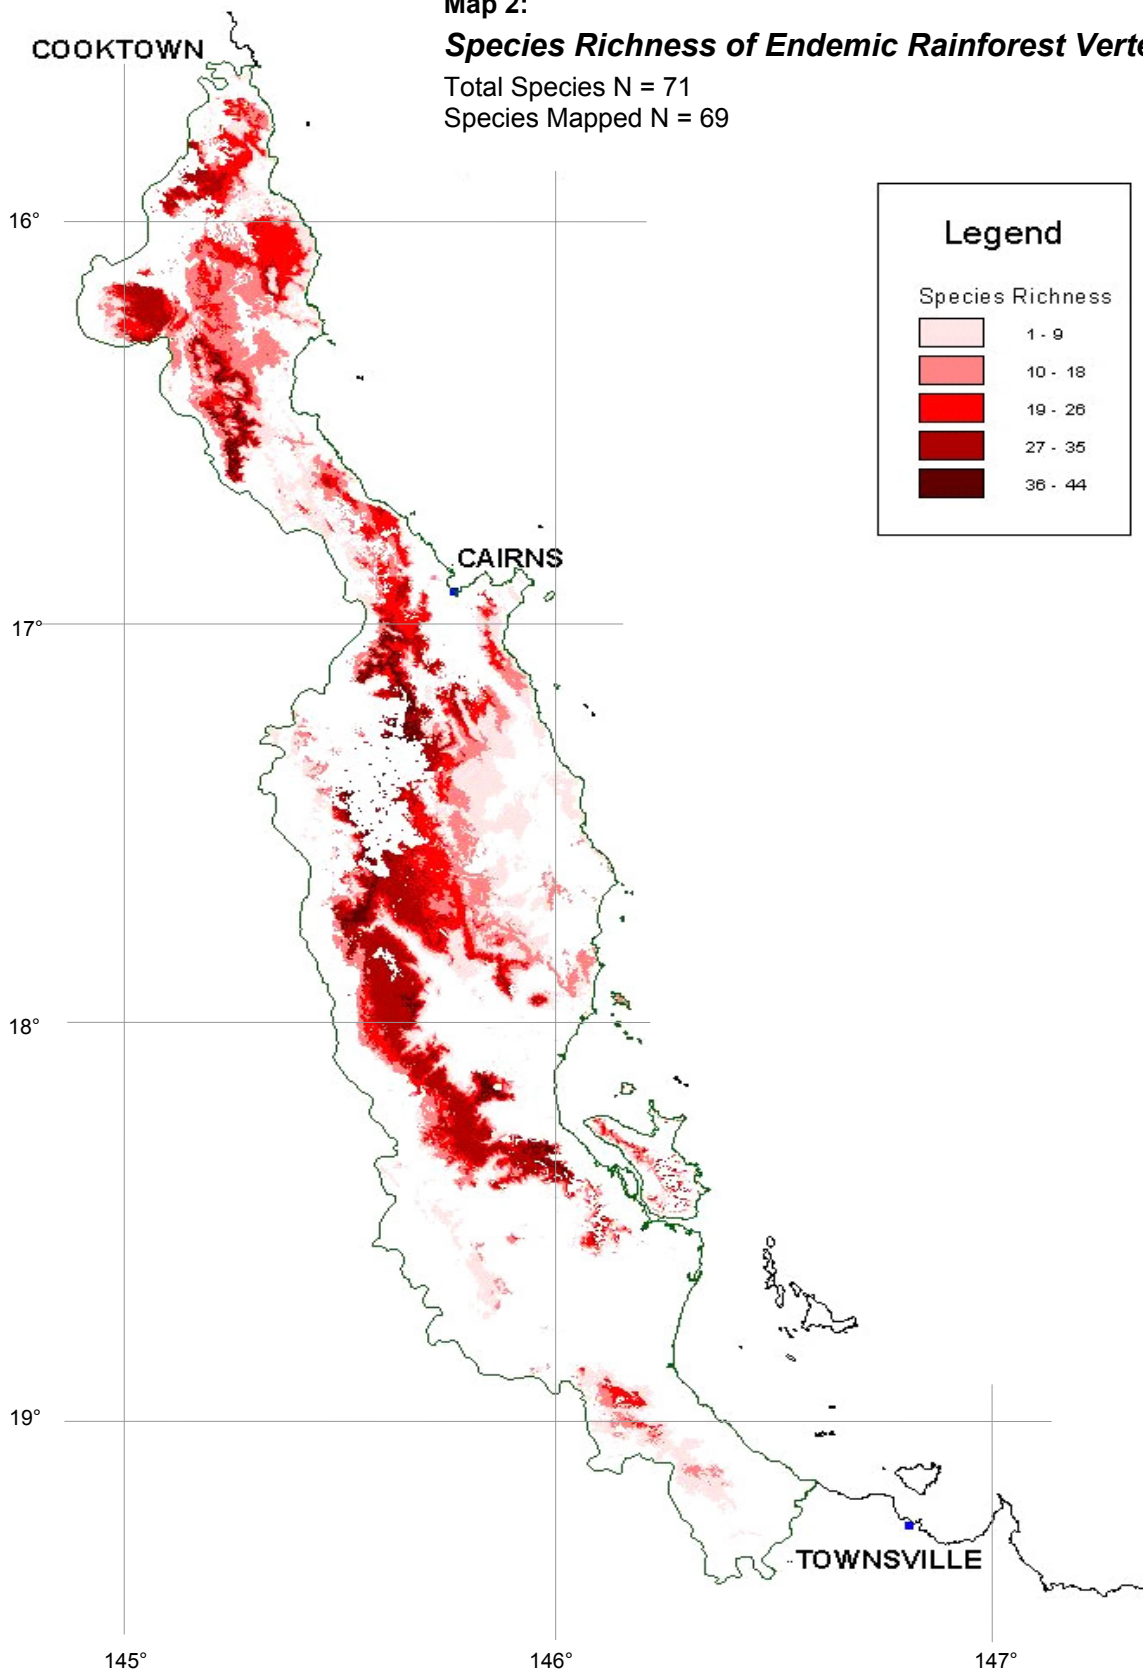 Map 2:
Species Richness of Endemic Rainforest Verte
Total Species N = 71
Species Mapped N = 69
COOKTOWN
16°
Legend
Species Richness
1 - 9
10 - 18
19 - 26
27 - 35
36 - 44
CAIRNS
17°
18°
19°
TOWNSVILLE
145°
146°
147°